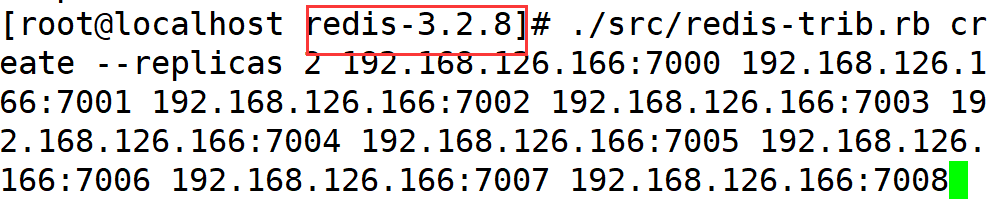 [root@localhost redis-3.2.8]# ./src/redis-trib.rb cr
eate --replicas 2 192.168.126.166:7000 192.168.126.1
66:7001 192.168.126.166:7002 192.168.126.166:7003 19
2.168.126.166:7004 192.168.126.166:7005 192.168.126.
166:7006 192.168.126.166:7007 192.168.126.166:7008